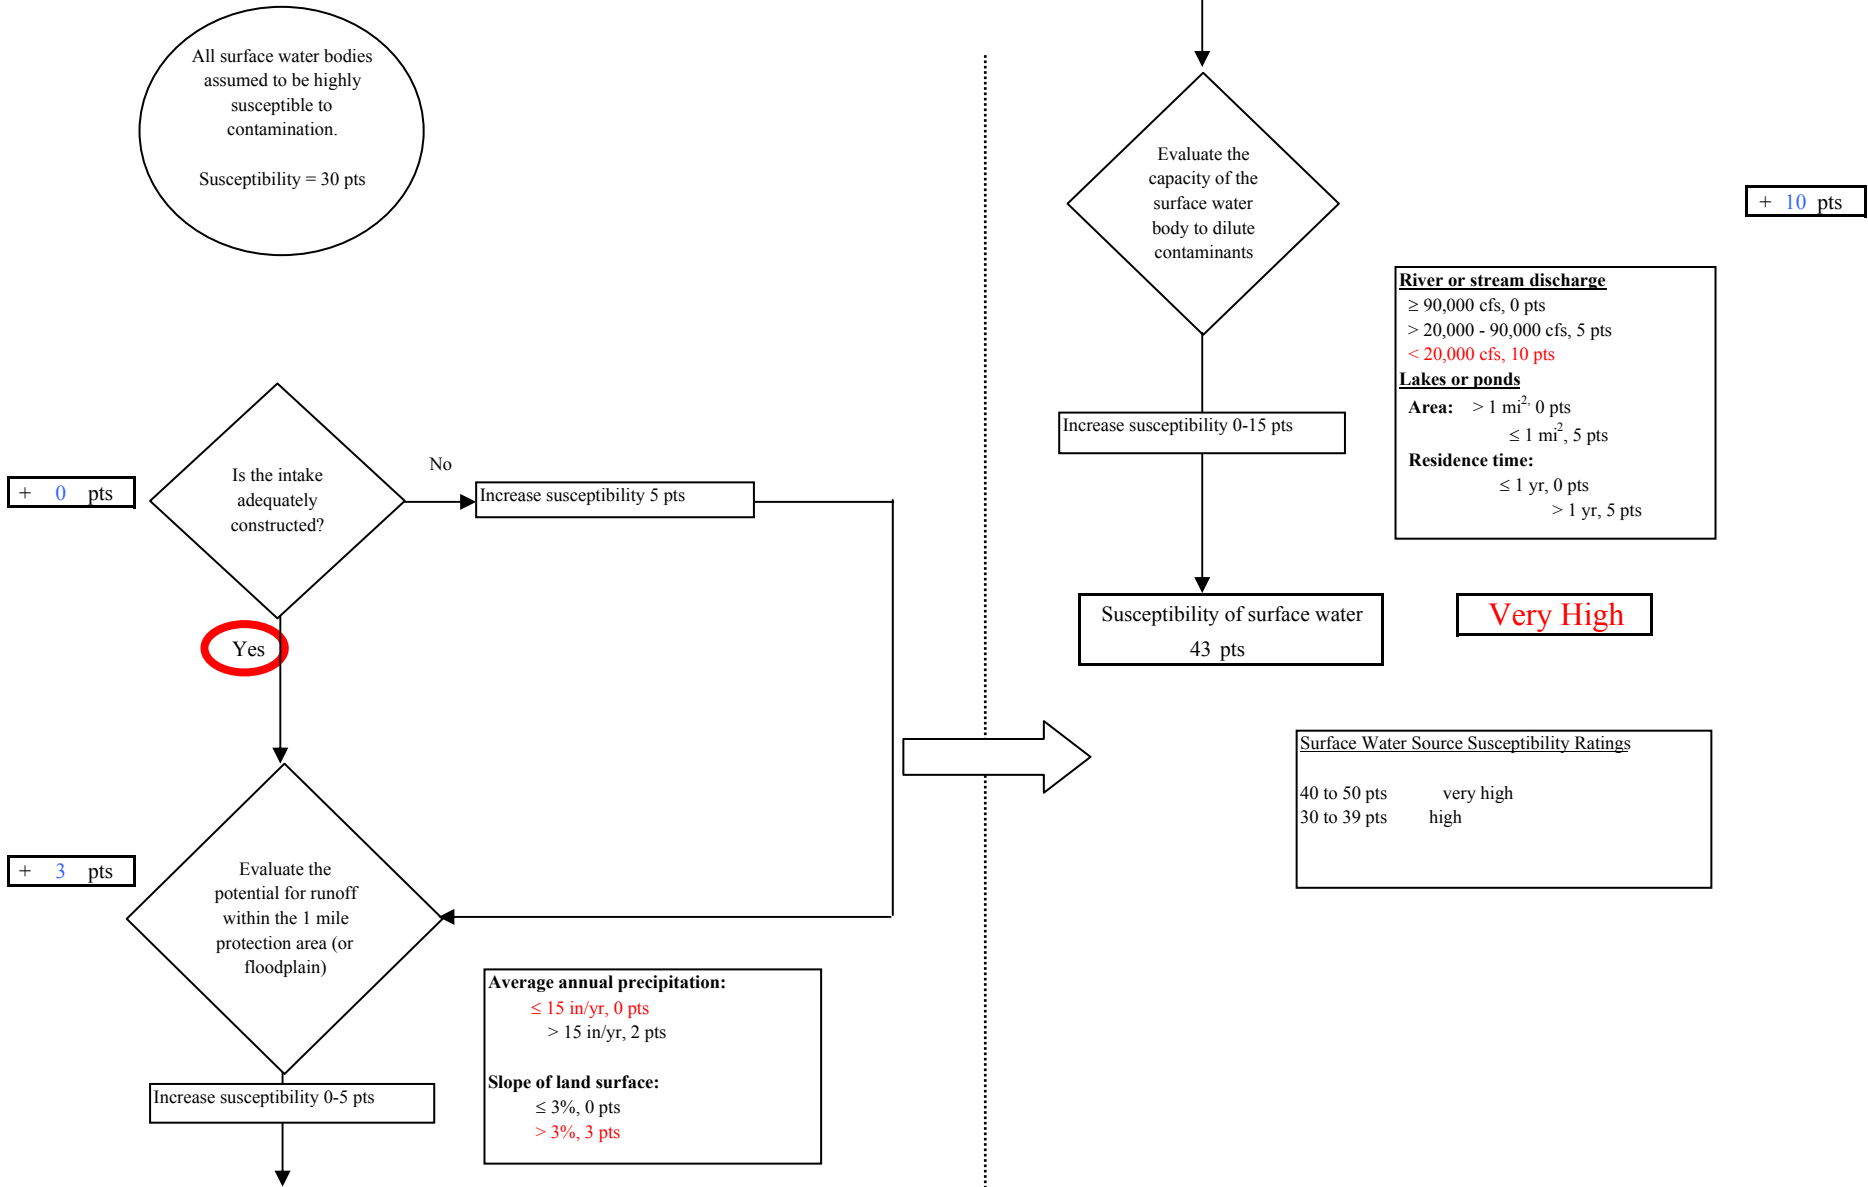 All surface water bodies
assumed to be highly
susceptible to
contamination.
Susceptibility = 30 pts
+ 0 pts
Is the intake
adequately
constructed?
No
Increase susceptibility 5 pts
Yes
+ 3 pts
Evaluate the
potential for runoff
within the 1 mile
protection area (or
floodplain)
Increase susceptibility 0-5 pts
Average annual precipitation:
≤ 15 in/yr, 0 pts
> 15 in/yr, 2 pts
Slope of land surface:
≤ 3%, 0 pts
> 3%, 3 pts
Evaluate the
capacity of the
surface water
body to dilute
contaminants
+ 10 pts
River or stream discharge
≥ 90,000 cfs, 0 pts
> 20,000 - 90,000 cfs, 5 pts
< 20,000 cfs, 10 pts
Lakes or ponds
Area: > 1 mi², 0 pts
≤ 1 mi², 5 pts
Residence time:
≤ 1 yr, 0 pts
> 1 yr, 5 pts
Increase susceptibility 0-15 pts
Susceptibility of surface water
43 pts
Very High
Surface Water Source Susceptibility Ratings
40 to 50 pts very high
30 to 39 pts high